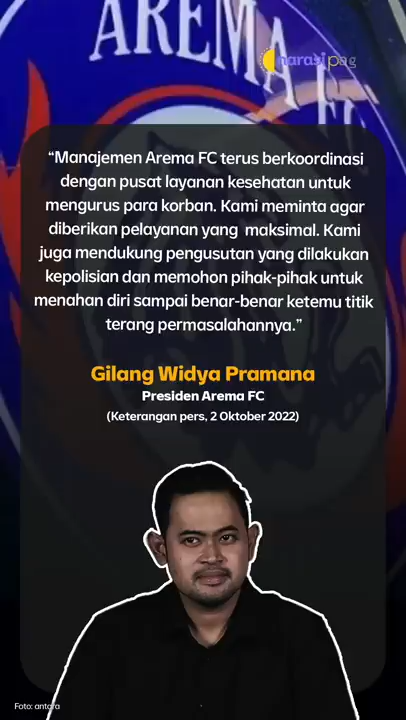 AREMA F
narasi pag
“Manajemen Arema FC terus berkoordinasi
dengan pusat layanan kesehatan untuk
mengurus para korban. Kami meminta agar
diberikan pelayanan yang maksimal. Kami
juga mendukung pengusutan yang dilakukan
kepolisian dan memohon pihak-pihak untuk
menahan diri sampai benar-benar ketemu titik
terang permasalahannya.”
Gilang Widya Pramana
Presiden Arema FC
(Keterangan pers, 2 Oktober 2022)
Foto: antara